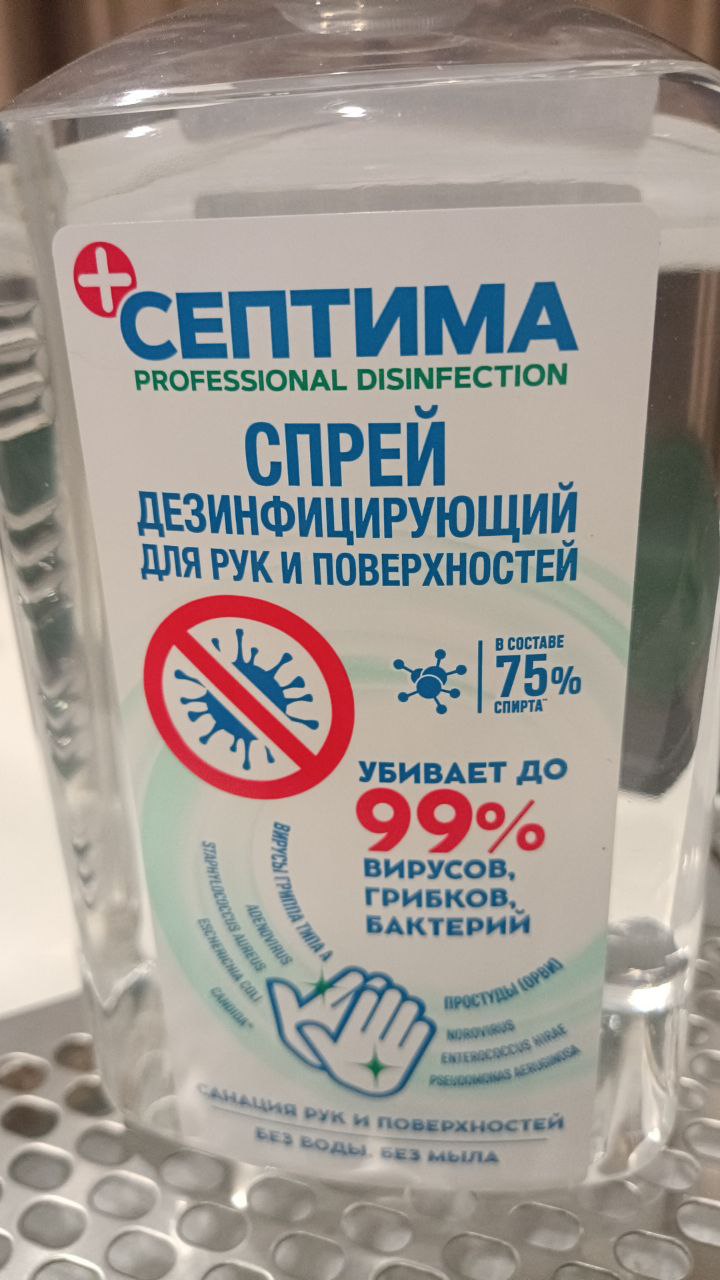 СЕПТИМА
PROFESSIONAL DISINFECTION
СПРЕЙ
ДЕЗИНФИЦИРУЮЩИЙ
ДЛЯ РУК И ПОВЕРХНОСТЕЙ
В СОСТАВЕ
75%
СПИРТА**
УБИВАЕТ ДО
99%
ВИРУСОВ,
ГРИБКОВ,
БАКТЕРИЙ
ВИРУСЫ ГРИППА ТИПА А
ADENOVIRUS
STAPHYLOCOCCUS AUREUS
ESCHERICHIA COLI
CANDIDA**
ПРОСТУДЫ (ОРВИ)
NOROVIRUS
ENTEROCOCCUS HIRAE
PSEUDOMONAS AERUGINOSA
САНАЦИЯ РУК И ПОВЕРХНОСТЕЙ
БЕЗ ВОДЫ. БЕЗ МЫЛА